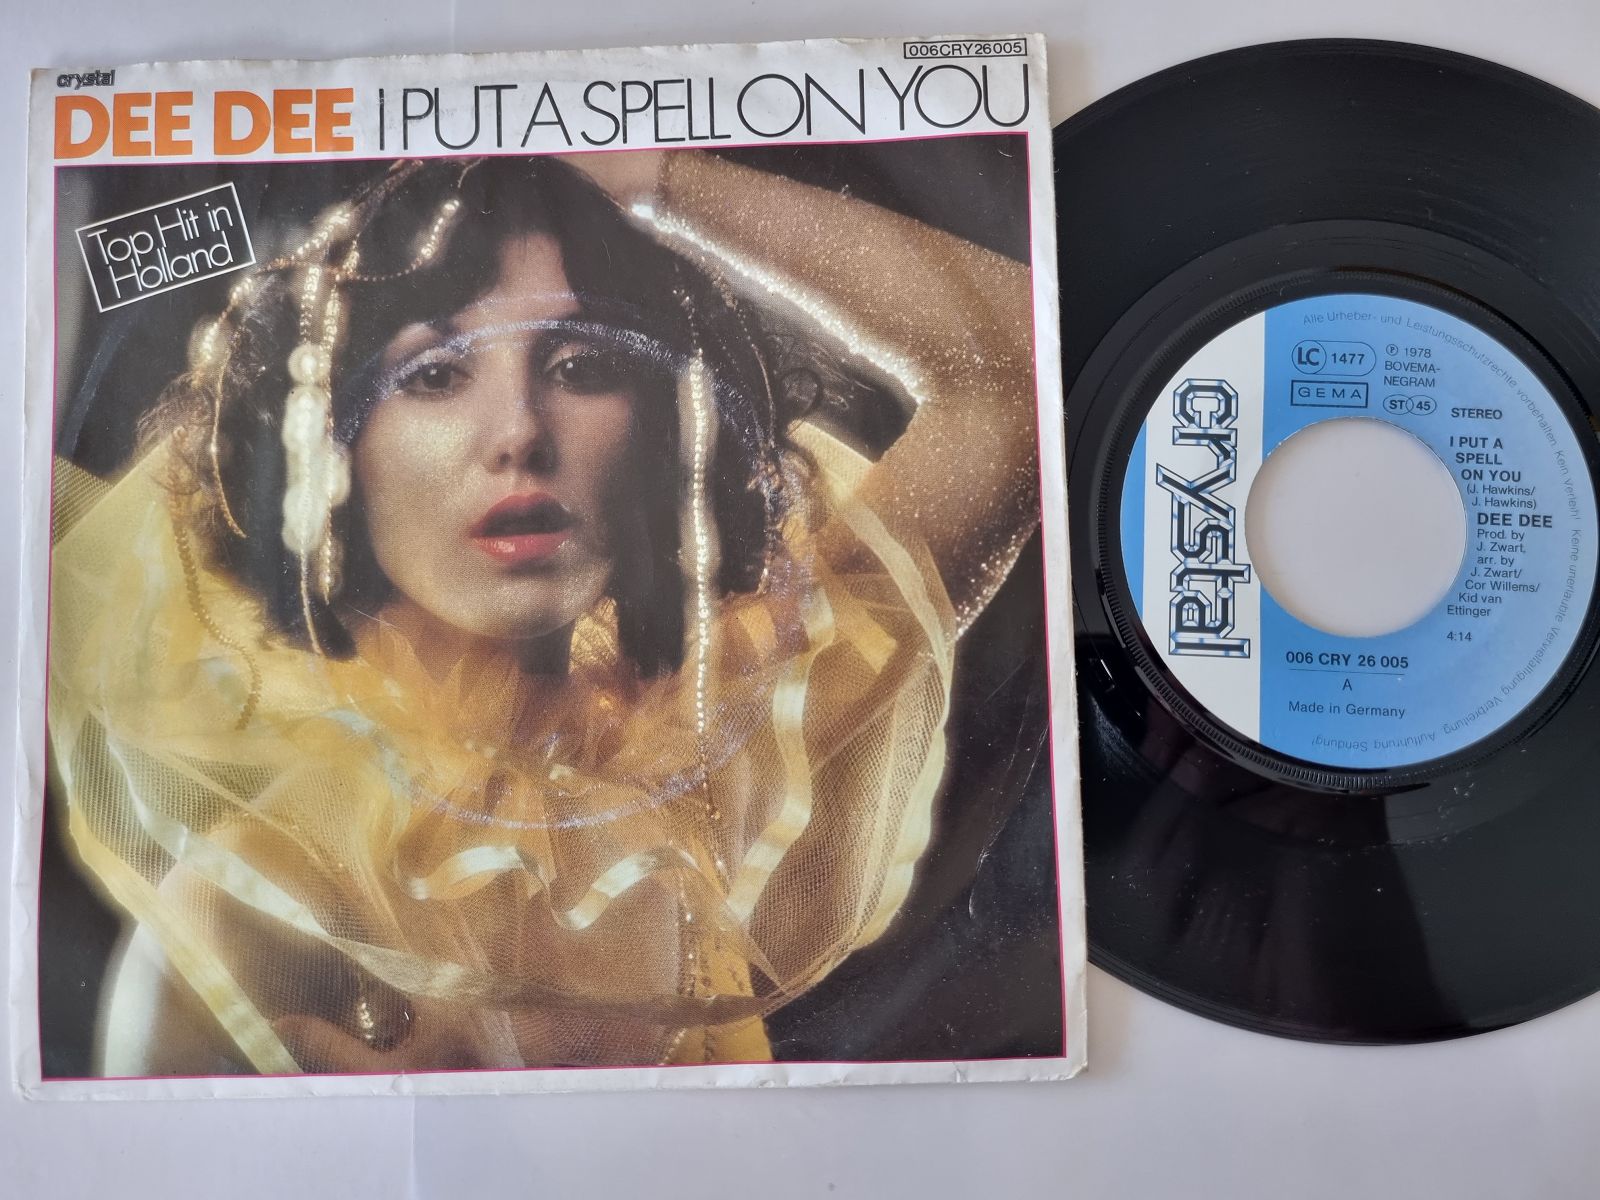 crystal
006CRY26005
DEE DEE I PUT A SPELL ON YOU
Top Hit in
Holland
Alle Urheber- und Leistungsschutzrechte vorbehalten. Kein Verleih! Keine unerlaubte Vervielfältigung, Verbreitung, Aufführung, Sendung!
crystal
LC 1477
GEMA
℗ 1978
BOVEMA-
NEGRAM
ST 45
STEREO
I PUT A
SPELL
ON YOU
(J. Hawkins/
J. Hawkins)
DEE DEE
Prod. by
J. Zwart,
arr. by
J. Zwart/
Cor Willems/
Kid van
Ettinger
4:14
006 CRY 26 005
A
Made in Germany